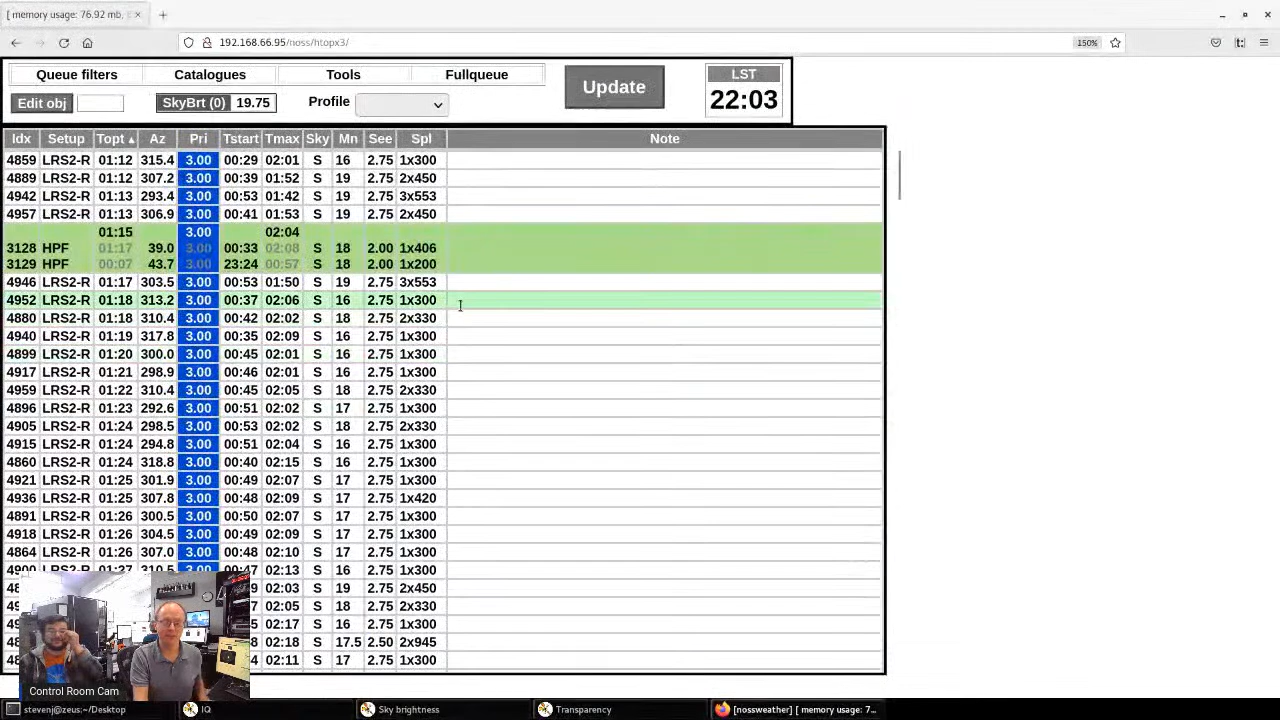 [ memory usage: 76.92 mb,
192.168.66.95/noss/htopx3/
150%
Queue filters Catalogues Tools Fullqueue
Update
LST
22:03
Edit obj SkyBrt (0) 19.75 Profile
Idx Setup Topt Az Pri Tstart Tmax Sky Mn See Spl Note
4859 LRS2-R 01:12 315.4 3.00 00:29 02:01 S 16 2.75 1x300
4889 LRS2-R 01:12 307.2 3.00 00:39 01:52 S 19 2.75 2x450
4942 LRS2-R 01:13 293.4 3.00 00:53 01:42 S 19 2.75 3x553
4957 LRS2-R 01:13 306.9 3.00 00:41 01:53 S 19 2.75 2x450
01:15 3.00 02:04
3128 HPF 01:17 39.0 3.00 00:33 02:08 S 18 2.00 1x406
3129 HPF 00:07 43.7 3.00 23:24 00:57 S 18 2.00 1x200
4946 LRS2-R 01:17 303.5 3.00 00:53 01:50 S 19 2.75 3x553
4952 LRS2-R 01:18 313.2 3.00 00:37 02:06 S 16 2.75 1x300
4880 LRS2-R 01:18 310.4 3.00 00:42 02:02 S 18 2.75 2x330
4940 LRS2-R 01:19 317.8 3.00 00:35 02:09 S 16 2.75 1x300
4899 LRS2-R 01:20 300.0 3.00 00:45 02:01 S 16 2.75 1x300
4917 LRS2-R 01:21 298.9 3.00 00:46 02:01 S 16 2.75 1x300
4959 LRS2-R 01:22 310.4 3.00 00:45 02:05 S 18 2.75 2x330
4896 LRS2-R 01:23 292.6 3.00 00:51 02:02 S 17 2.75 1x300
4905 LRS2-R 01:24 298.5 3.00 00:53 02:02 S 18 2.75 2x330
4915 LRS2-R 01:24 294.8 3.00 00:51 02:04 S 16 2.75 1x300
4860 LRS2-R 01:24 318.8 3.00 00:40 02:15 S 16 2.75 1x300
4921 LRS2-R 01:25 301.9 3.00 00:49 02:07 S 17 2.75 1x300
4936 LRS2-R 01:25 307.8 3.00 00:48 02:09 S 17 2.75 1x420
4891 LRS2-R 01:26 300.5 3.00 00:50 02:07 S 17 2.75 1x300
4918 LRS2-R 01:26 304.5 3.00 00:49 02:09 S 17 2.75 1x300
4864 LRS2-R 01:26 307.0 3.00 00:48 02:10 S 17 2.75 1x300
LRS2-R 01:27 3.00 02:13 S 16 2.75 1x300
02:03 S 19 2.75 2x450
02:05 S 18 2.75 2x330
02:17 S 16 2.75 1x300
02:18 S 17.5 2.50 2x945
02:11 S 17 2.75 1x300
Control Room Cam
stevenj@zeus:~/Desktop IQ Sky brightness Transparency [nossweather] [ memory usage: 7...